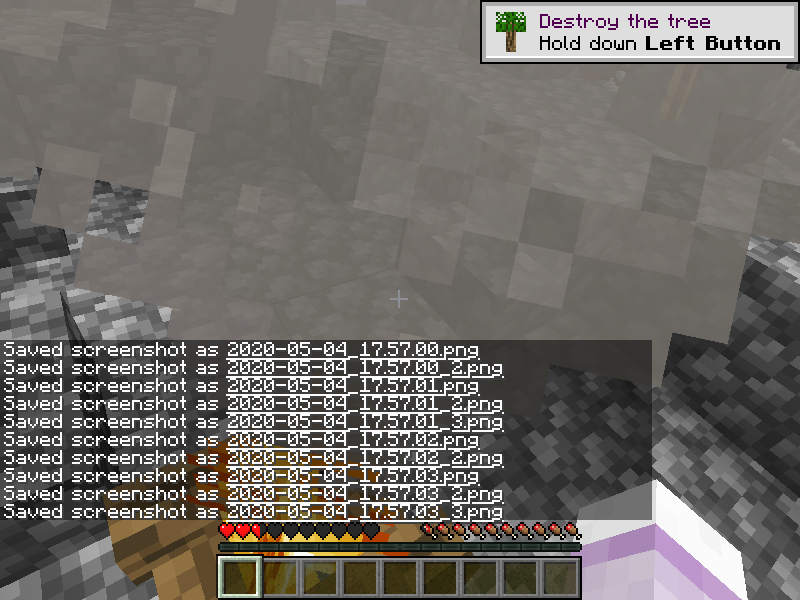 Destroy the tree
Hold down Left Button
Saved screenshot as 2020-05-04_17.57.00.png
Saved screenshot as 2020-05-04_17.57.00_2.png
Saved screenshot as 2020-05-04_17.57.01.png
Saved screenshot as 2020-05-04_17.57.01_2.png
Saved screenshot as 2020-05-04_17.57.01_3.png
Saved screenshot as 2020-05-04_17.57.02.png
Saved screenshot as 2020-05-04_17.57.02_2.png
Saved screenshot as 2020-05-04_17.57.03.png
Saved screenshot as 2020-05-04_17.57.03_2.png
Saved screenshot as 2020-05-04_17.57.03_3.png